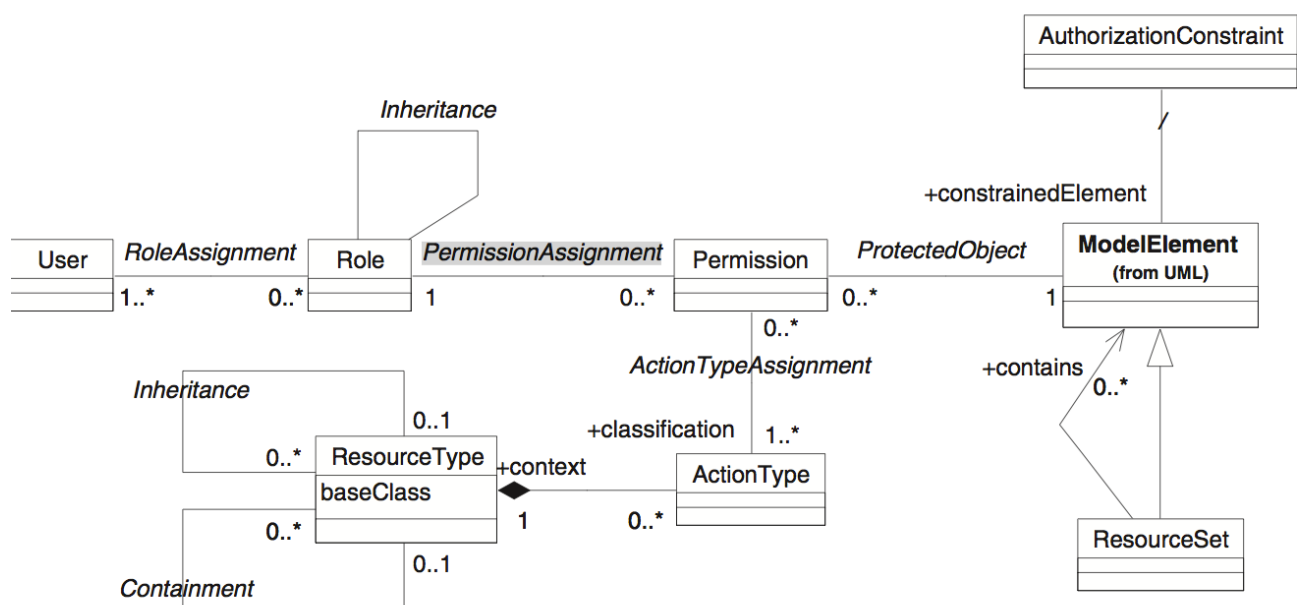 AuthorizationConstraint
Inheritance
/
+constrainedElement
User
RoleAssignment
Role
PermissionAssignment
Permission
ProtectedObject
ModelElement
(from UML)
1..*
0..*
1
0..*
0..*
1
0..*
ActionTypeAssignment
+contains
0..*
Inheritance
0..1
+classification
1..*
0..*
ResourceType
+context
ActionType
baseClass
0..*
1
0..*
ResourceSet
0..1
Containment